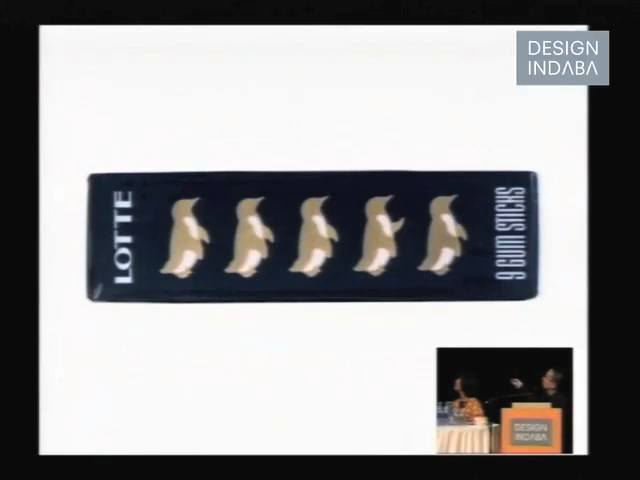 DESIGN
INDABA
LOTTE
9 GUM STICKS
DESIGN
INDABA